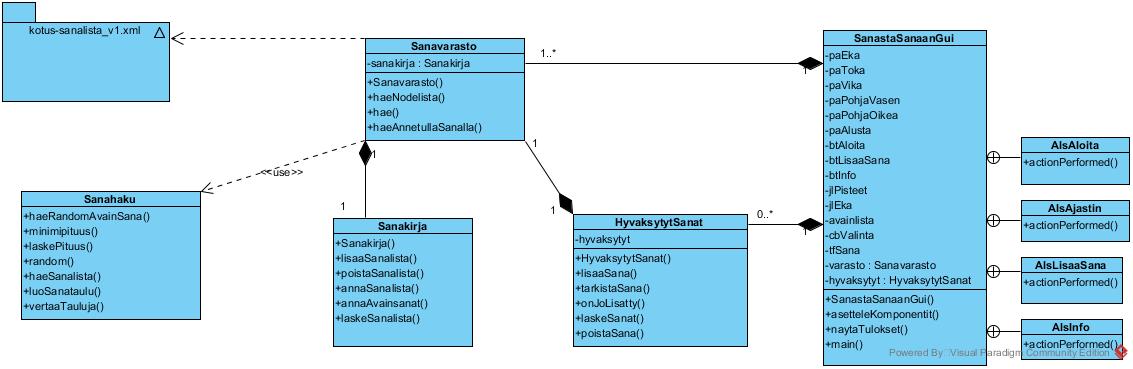 kotus-sanalista_v1.xml
Sanavarasto
-sanakirja : Sanakirja
+Sanavarasto()
+haeNodelista()
+hae()
+haeAnnetullaSanalla()
1..*
1
1
1
<<use>>
1
1
Sanahaku
+haeRandomAvainSana()
+minimipituus()
+laskePituus()
+random()
+haeSanalista()
+luoSanataulu()
+vertaaTauluja()
Sanakirja
+Sanakirja()
+lisaaSanalista()
+poistaSanalista()
+annaSanalista()
+annaAvainsanat()
+laskeSanalista()
HyvaksytytSanat
-hyvaksytyt
+HyvaksytytSanat()
+lisaaSana()
+tarkistaSana()
+onJoLisatty()
+laskeSanat()
+poistaSana()
0..*
1
SanastaSanaanGui
-paEka
-paToka
-paVika
-paPohjaVasen
-paPohjaOikea
-paAlusta
-btAloita
-btLisaaSana
-btInfo
-jlPisteet
-jlEka
-avainlista
-cbValinta
-tfSana
-varasto : Sanavarasto
-hyvaksytyt : HyvaksytytSanat
+SanastaSanaanGui()
+asetteleKomponentit()
+naytaTulokset()
+main()
AlsAloita
+actionPerformed()
AlsAjastin
+actionPerformed()
AlsLisaaSana
+actionPerformed()
AlsInfo
+actionPerformed()
Powered By Visual Paradigm Community Edition